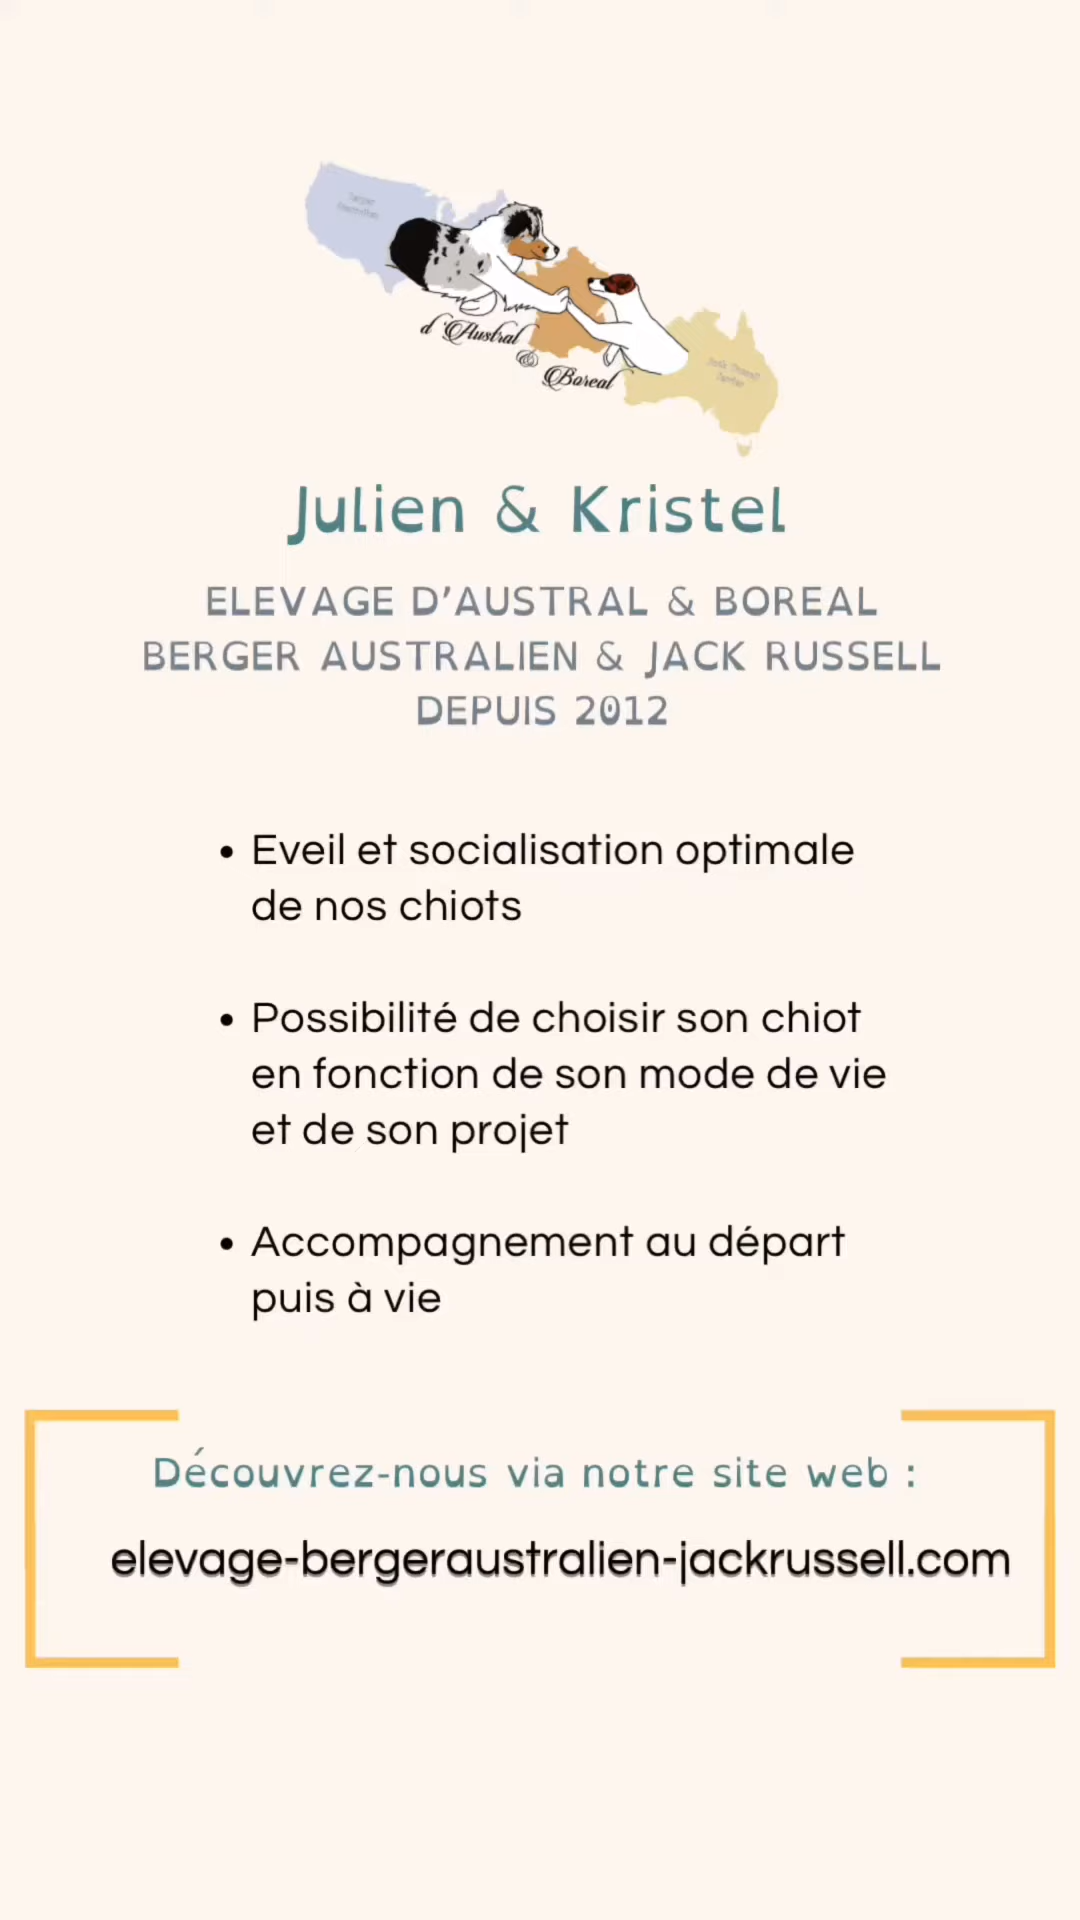 d'Austral
&
Boreal
Julien & Kristel
ELEVAGE D'AUSTRAL & BOREAL
BERGER AUSTRALIEN & JACK RUSSELL
DEPUIS 2012
• Eveil et socialisation optimale
de nos chiots
• Possibilité de choisir son chiot
en fonction de son mode de vie
et de son projet
• Accompagnement au départ
puis à vie
Découvrez-nous via notre site web :
elevage-bergeraustralien-jackrussell.com